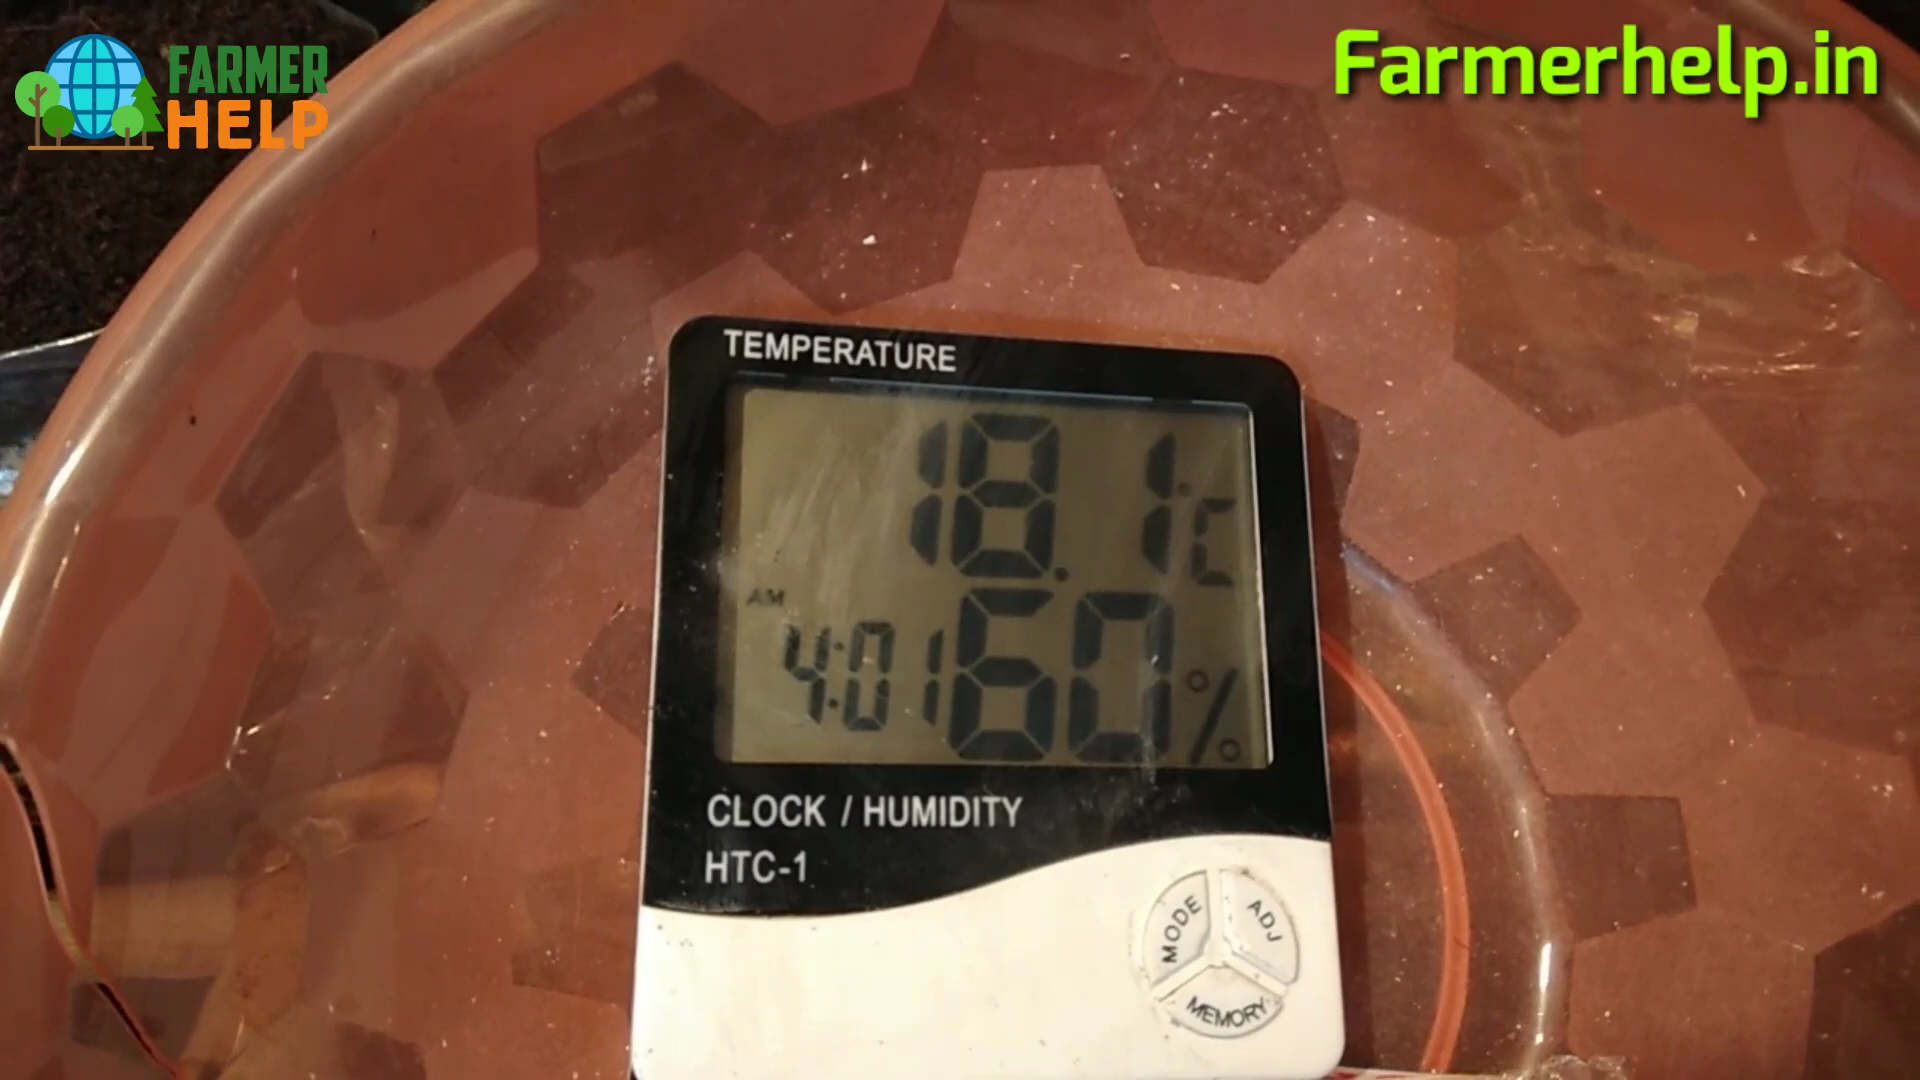 FARMER
HELP
Farmerhelp.in
TEMPERATURE
18.1°C
AM
4:01 60%
CLOCK / HUMIDITY
HTC-1
MODE
ADJ
MEMORY